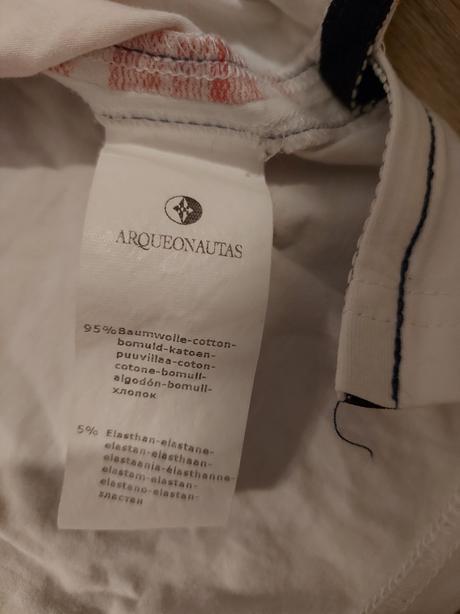 ARQUEONAUTAS
95% Baumwolle-cotton-
bomuld-katoen-
puuvillaa-coton-
cotone-bomull-
algodón-bomull-
хлопок
5% Elasthan-elastane-
elastan-elasthaan-
elastaania-élasthanne-
elastam-elastan-
elastano-elastan-
эластан